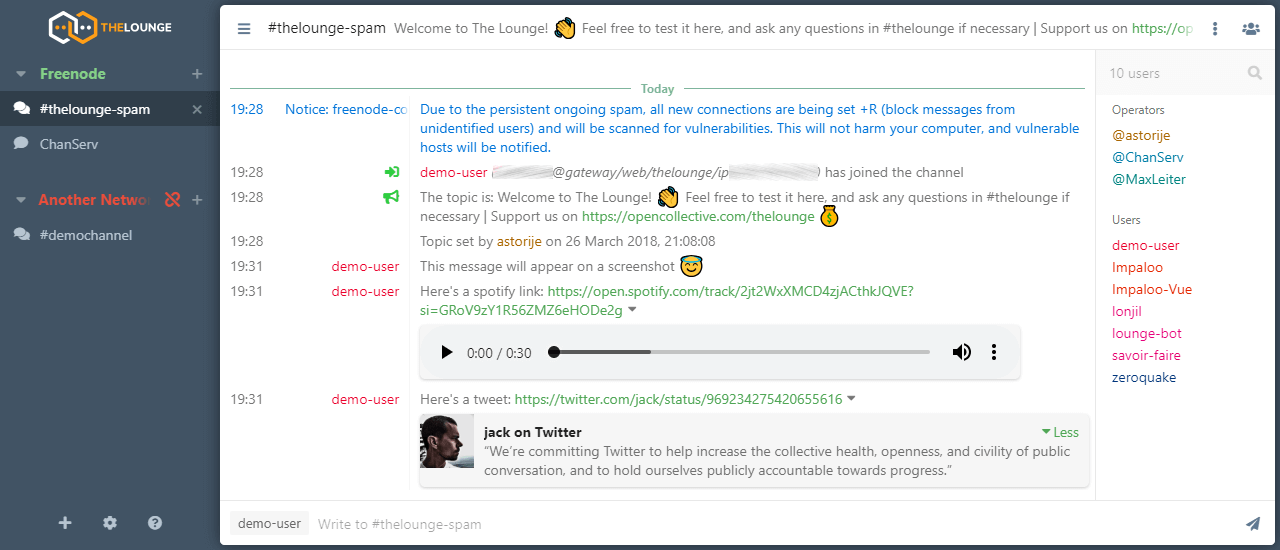 THELOUNGE
Freenode
#thelounge-spam
ChanServ
Another Netwo
#demochannel
#thelounge-spam Welcome to The Lounge! 👋 Feel free to test it here, and ask any questions in #thelounge if necessary | Support us on https://op
Today
19:28 Notice: freenode-co Due to the persistent ongoing spam, all new connections are being set +R (block messages from
unidentified users) and will be scanned for vulnerabilities. This will not harm your computer, and vulnerable
hosts will be notified.
19:28 demo-user ( @gateway/web/thelounge/ip ) has joined the channel
19:28 The topic is: Welcome to The Lounge! 👋 Feel free to test it here, and ask any questions in #thelounge if
necessary | Support us on https://opencollective.com/thelounge 💰
19:28 Topic set by astorije on 26 March 2018, 21:08:08
19:31 demo-user This message will appear on a screenshot 😇
19:31 demo-user Here's a spotify link: https://open.spotify.com/track/2jt2WxXMCD4zjACthkJQVE?
si=GRoV9zY1R56ZMZ6eHODe2g
0:00 / 0:30
19:31 demo-user Here's a tweet: https://twitter.com/jack/status/969234275420655616
jack on Twitter
Less
“We’re committing Twitter to help increase the collective health, openness, and civility of public
conversation, and to hold ourselves publicly accountable towards progress.”
demo-user Write to #thelounge-spam
10 users
Operators
@astorije
@ChanServ
@MaxLeiter
Users
demo-user
Impaloo
Impaloo-Vue
lonjil
lounge-bot
savoir-faire
zeroquake